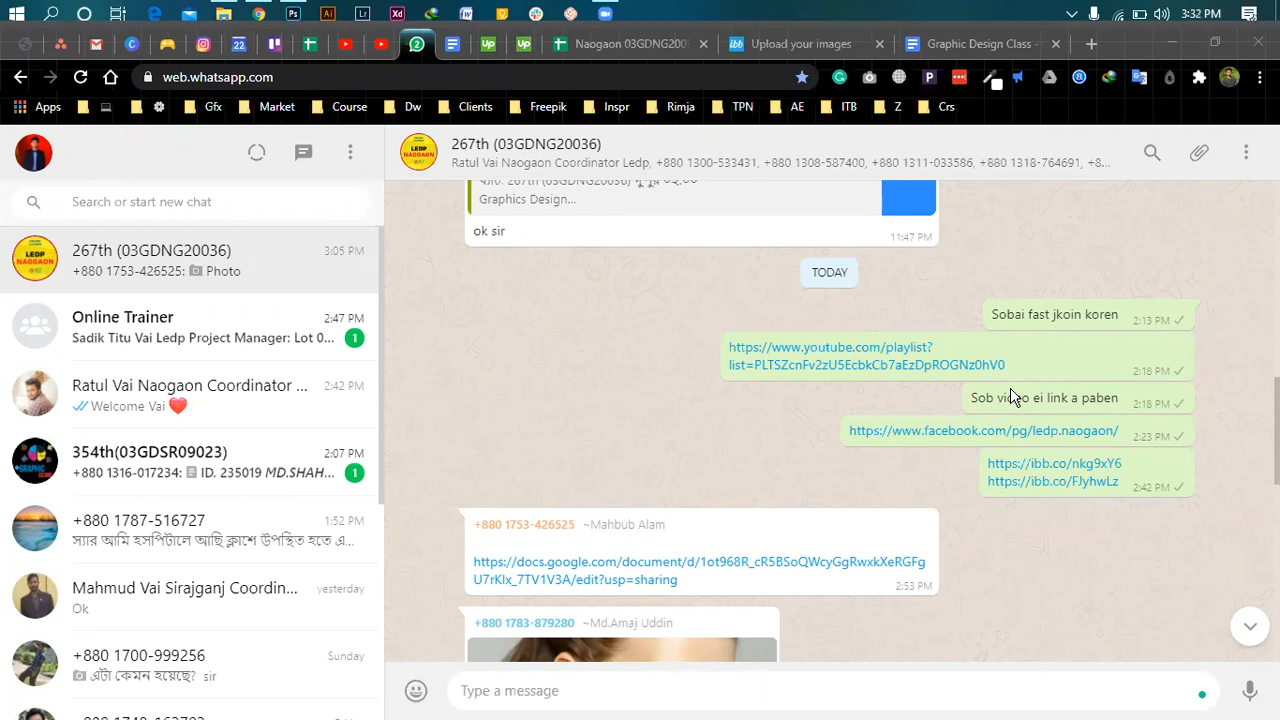 3:32 PM
2
22
Naogaon 03GDNG200
Upload your images
Graphic Design Class -
web.whatsapp.com
Apps
Gfx
Market
Course
Dw
Clients
Freepik
Inspr
Rimja
TPN
AE
ITB
Z
Crs
LEDP
NAOGAON
267th (03GDNG20036)
Ratul Vai Naogaon Coordinator Ledp, +880 1300-533431, +880 1308-587400, +880 1311-033586, +880 1318-764691, +8...
Search or start new chat
267th (03GDNG20036)
3:05 PM
+880 1753-426525: Photo
Online Trainer
2:47 PM
Sadik Titu Vai Ledp Project Manager: Lot 0...
1
Ratul Vai Naogaon Coordinator ...
2:42 PM
Welcome Vai ❤️
354th(03GDSR09023)
2:07 PM
+880 1316-017234: ID. 235019 MD.SHAH...
1
+880 1787-516727
1:52 PM
স্যার আমি হসপিটালে আছি ক্লাশে উপস্থিত হতে এ...
Mahmud Vai Sirajganj Coordin...
yesterday
Ok
+880 1700-999256
Sunday
এটা কেমন হয়েছে? sir
267th (03GDNG20036)
Graphics Design...
ok sir
11:47 PM
TODAY
Sobai fast jkoin koren
2:13 PM
https://www.youtube.com/playlist?
list=PLTSZcnFv2zU5EcbkCb7aEzDpROGNz0hV0
2:18 PM
Sob video ei link a paben
2:18 PM
https://www.facebook.com/pg/ledp.naogaon/
2:23 PM
https://ibb.co/nkg9xY6
https://ibb.co/FJyhwLz
2:42 PM
+880 1753-426525 ~Mahbub Alam
https://docs.google.com/document/d/1ot968R_cR5BSoQWcyGgRwxkXeRGFg
U7rKlx_7TV1V3A/edit?usp=sharing
2:53 PM
+880 1783-879280 ~Md.Amaj Uddin
Type a message